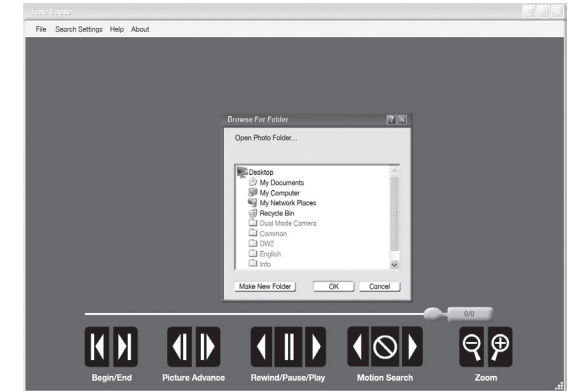 Time Lapse
File Search Settings Help About
Browse For Folder
Open Photo Folder...
Desktop
My Documents
My Computer
My Network Places
Recycle Bin
Dual Mode Camera
Common
DW2
English
Info
Make New Folder OK Cancel
0/0
Begin/End Picture Advance Rewind/Pause/Play Motion Search Zoom